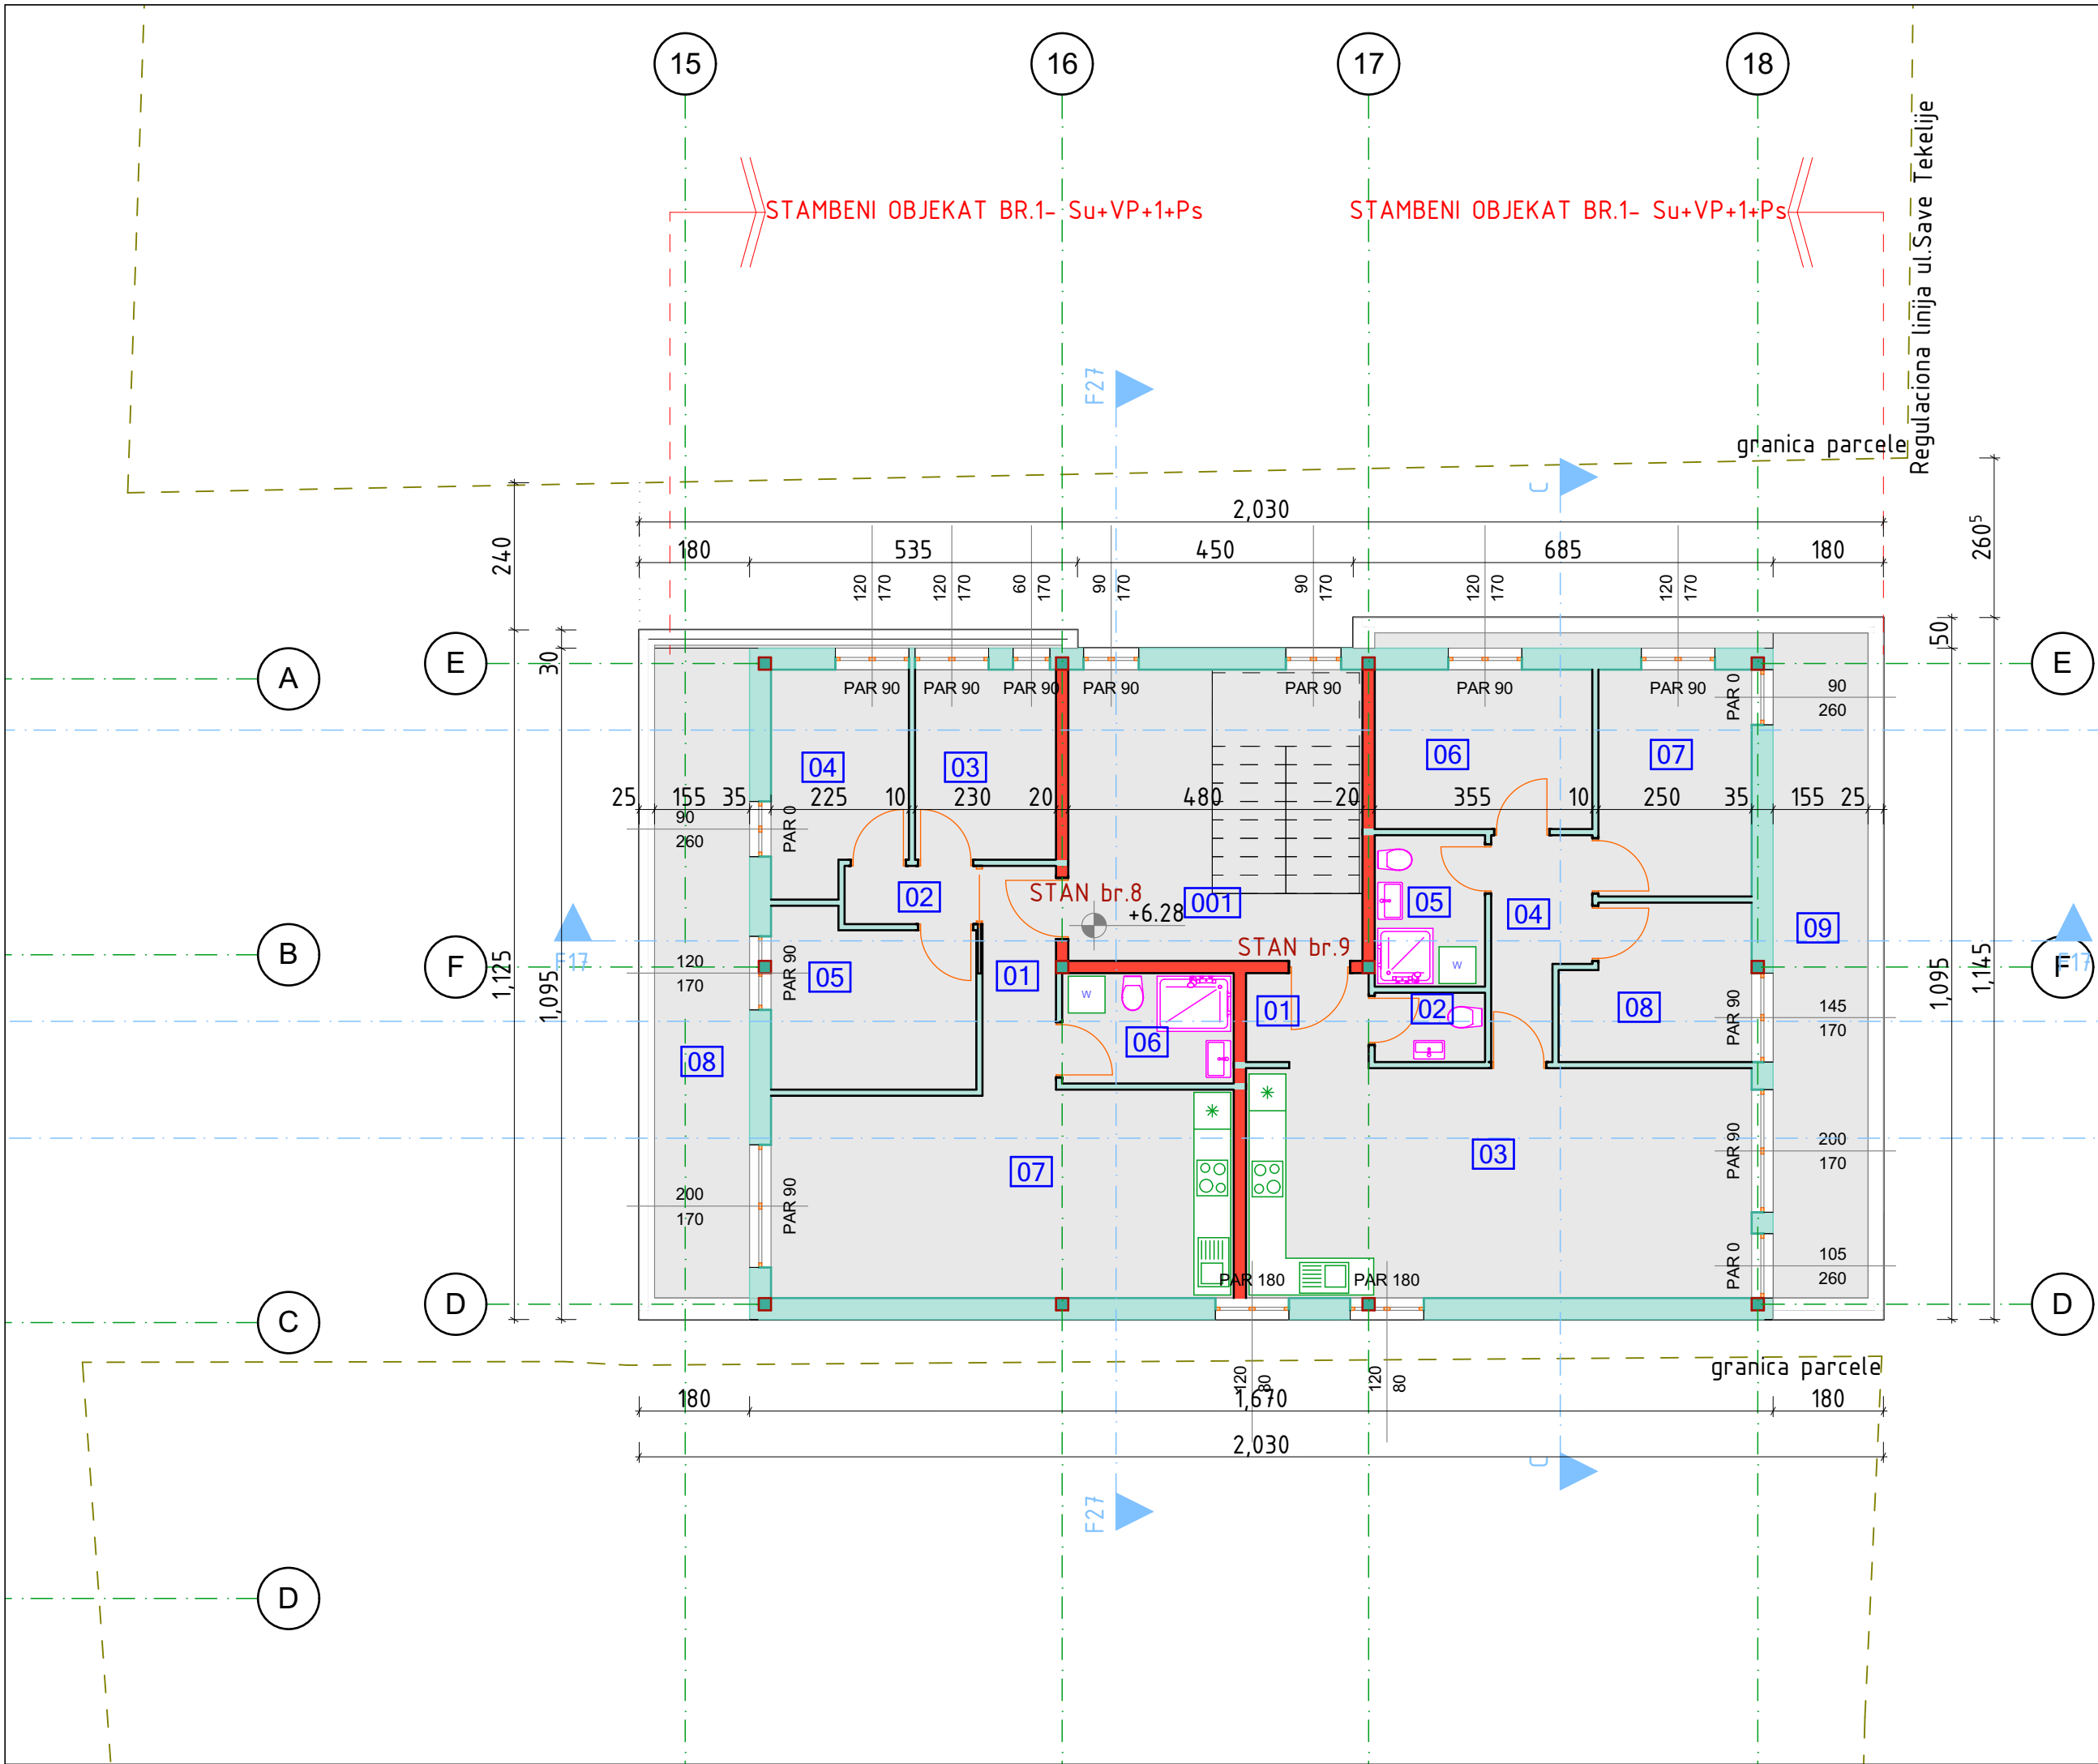 15
16
17
18
STAMBENI OBJEKAT BR.1- Su+VP+1+Ps
STAMBENI OBJEKAT BR.1- Su+VP+1+Ps
Regulaciona linija ul.Save Tekelije
F27
granica parcele
C
2,030
240
260⁵
180
535
450
685
180
120
170
120
170
60
170
90
170
90
170
120
170
120
170
30
50
A
E
E
PAR 90
PAR 90
PAR 90
PAR 90
PAR 90
PAR 90
PAR 90
PAR 0
90
260
04
03
06
07
25
155
35
225
10
230
20
480
20
355
10
250
35
155
25
90
260
PAR 0
02
STAN br.8
001
05
04
09
+6.28
STAN br.9
B
F
F17
F
F17
1,125
1,095
120
170
PAR 90
05
01
W
W
01
02
08
PAR 90
145
170
1,095
1,145
06
08
07
03
PAR 90
200
170
200
170
PAR 90
PAR 0
105
260
PAR 180
PAR 180
C
D
D
granica parcele
120
80
120
80
180
1,670
180
2,030
C
F27
D